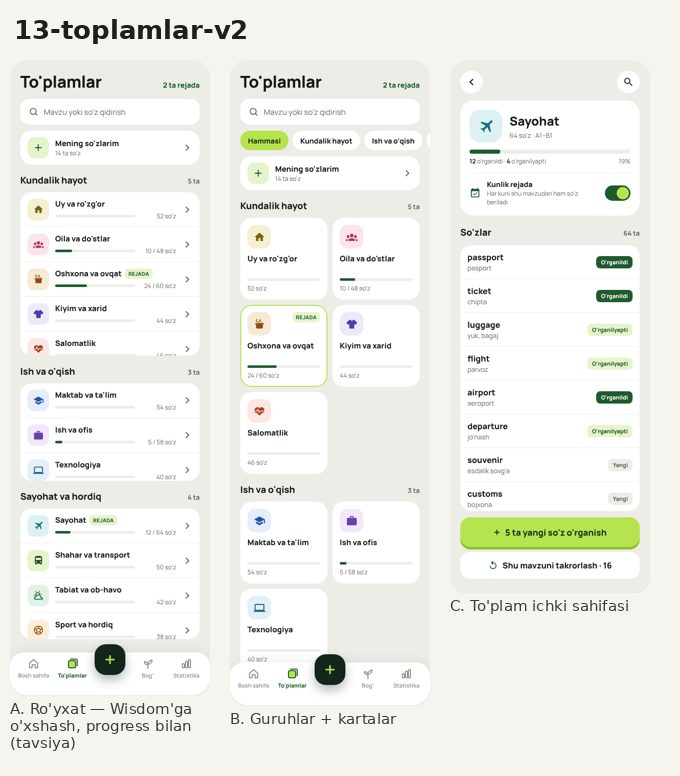 13-toplamlar-v2
To'plamlar
2 ta rejada
Mavzu yoki so'z qidirish
Mening so'zlarim
14 ta so'z
Kundalik hayot
5 ta
Uy va ro'zg'or
52 so'z
Oila va do'stlar
10 / 48 so'z
Oshxona va ovqat REJADA
24 / 60 so'z
Kiyim va xarid
44 so'z
Salomatlik
Ish va o'qish
3 ta
Maktab va ta'lim
54 so'z
Ish va ofis
5 / 58 so'z
Texnologiya
40 so'z
Sayohat va hordiq
4 ta
Sayohat REJADA
12 / 64 so'z
Shahar va transport
50 so'z
Tabiat va ob-havo
42 so'z
Sport va hordiq
38 so'z
Bosh sahifa
To'plamlar
Bog'
Statistika
A. Ro'yxat — Wisdom'ga
o'xshash, progress bilan
(tavsiya)
To'plamlar
2 ta rejada
Mavzu yoki so'z qidirish
Hammasi
Kundalik hayot
Ish va o'qish
Mening so'zlarim
14 ta so'z
Kundalik hayot
5 ta
Uy va ro'zg'or
52 so'z
Oila va do'stlar
10 / 48 so'z
REJADA
Oshxona va ovqat
24 / 60 so'z
Kiyim va xarid
44 so'z
Salomatlik
46 so'z
Ish va o'qish
3 ta
Maktab va ta'lim
54 so'z
Ish va ofis
5 / 58 so'z
Texnologiya
40 so'z
Bosh sahifa
To'plamlar
Bog'
Statistika
B. Guruhlar + kartalar
Sayohat
64 so'z · A1–B1
12 o'rganildi · 4 o'rganilyapti
19%
Kunlik rejada
Har kuni shu mavzudan ham so'z
beriladi
So'zlar
64 ta
passport
pasport
O'rganildi
ticket
chipta
O'rganildi
luggage
yuk, bagaj
O'rganilyapti
flight
parvoz
O'rganilyapti
airport
aeroport
O'rganildi
departure
jo'nash
O'rganilyapti
souvenir
esdalik sovg'a
Yangi
customs
bojxona
Yangi
+ 5 ta yangi so'z o'rganish
Shu mavzuni takrorlash · 16
C. To'plam ichki sahifasi